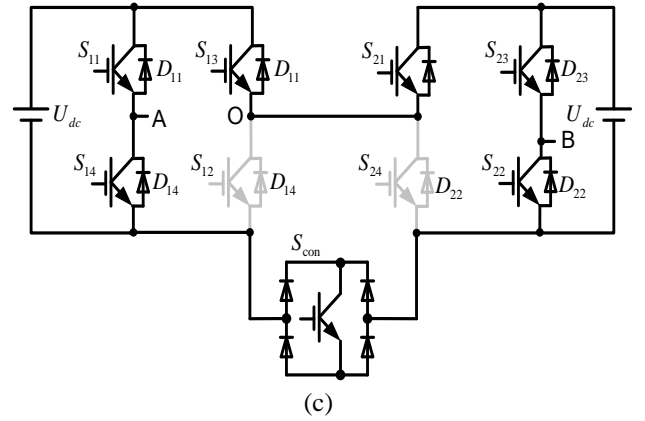 S11 D11 S13 D11 S21 S23 D23
Udc A O B Udc
S14 D14 S12 D14 S24 D22 S22 D22
Scon
(c)